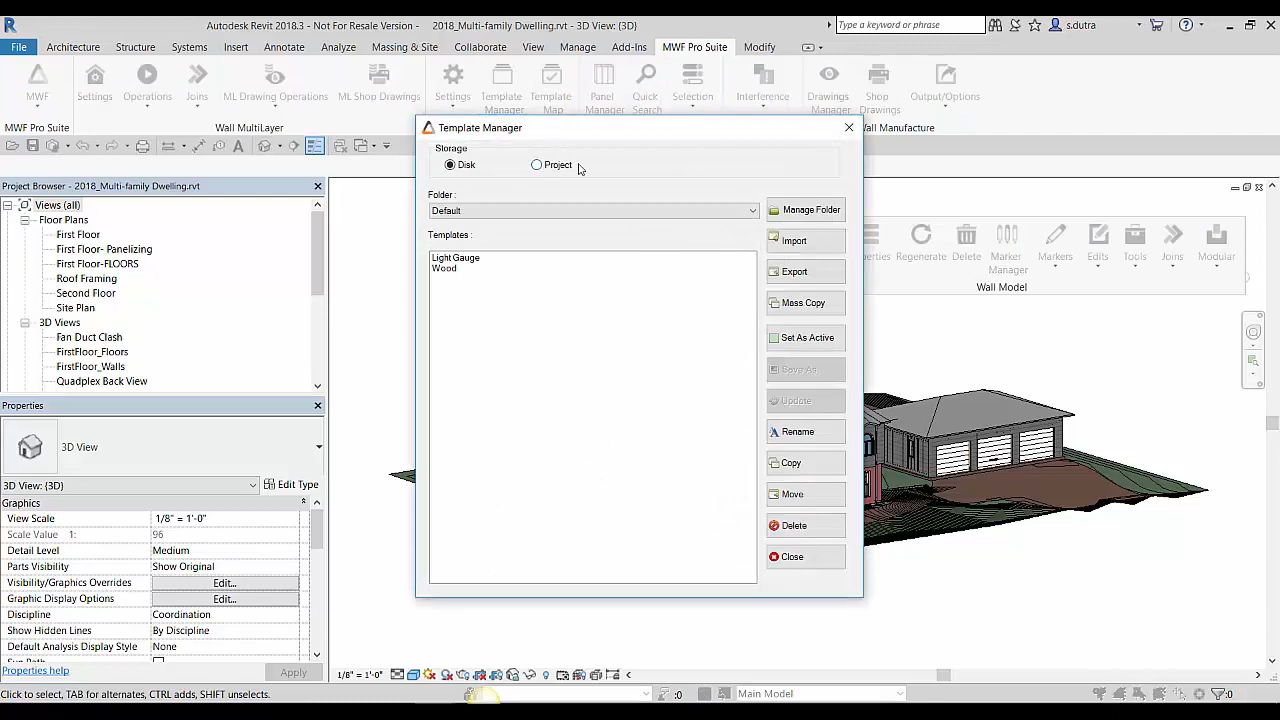 Autodesk Revit 2018.3 - Not For Resale Version - 2018_Multi-family Dwelling.rvt - 3D View: {3D}
Type a keyword or phrase
s.dutra
File Architecture Structure Systems Insert Annotate Analyze Massing & Site Collaborate View Manage Add-Ins MWF Pro Suite Modify
MWF Settings Operations Joins ML Drawing Operations ML Shop Drawings Settings Template Manager Template Map Panel Manager Quick Search Selection Interference Drawings Manager Shop Drawings Output/Options
MWF Pro Suite Wall MultiLayer all Manufacture
Template Manager
Storage
Disk Project
Folder :
Default
Manage Folder
Templates :
LightGauge
Wood
Import
Export
Mass Copy
Set As Active
Save As
Update
Rename
Copy
Move
Delete
Close
Project Browser - 2018_Multi-family Dwelling.rvt
Views (all)
Floor Plans
First Floor
First Floor- Panelizing
First Floor-FLOORS
Roof Framing
Second Floor
Site Plan
3D Views
Fan Duct Clash
FirstFloor_Floors
FirstFloor_Walls
Quadplex Back View
Regenerate Delete Marker Manager Markers Edits Tools Joins Modular
Wall Model
Properties
3D View
3D View: {3D} Edit Type
Graphics
View Scale 1/8" = 1'-0"
Scale Value 1: 96
Detail Level Medium
Parts Visibility Show Original
Visibility/Graphics Overrides Edit...
Graphic Display Options Edit...
Discipline Coordination
Show Hidden Lines By Discipline
Default Analysis Display Style None
Properties help Apply
1/8" = 1'-0"
Click to select, TAB for alternates, CTRL adds, SHIFT unselects. :0 Main Model :0